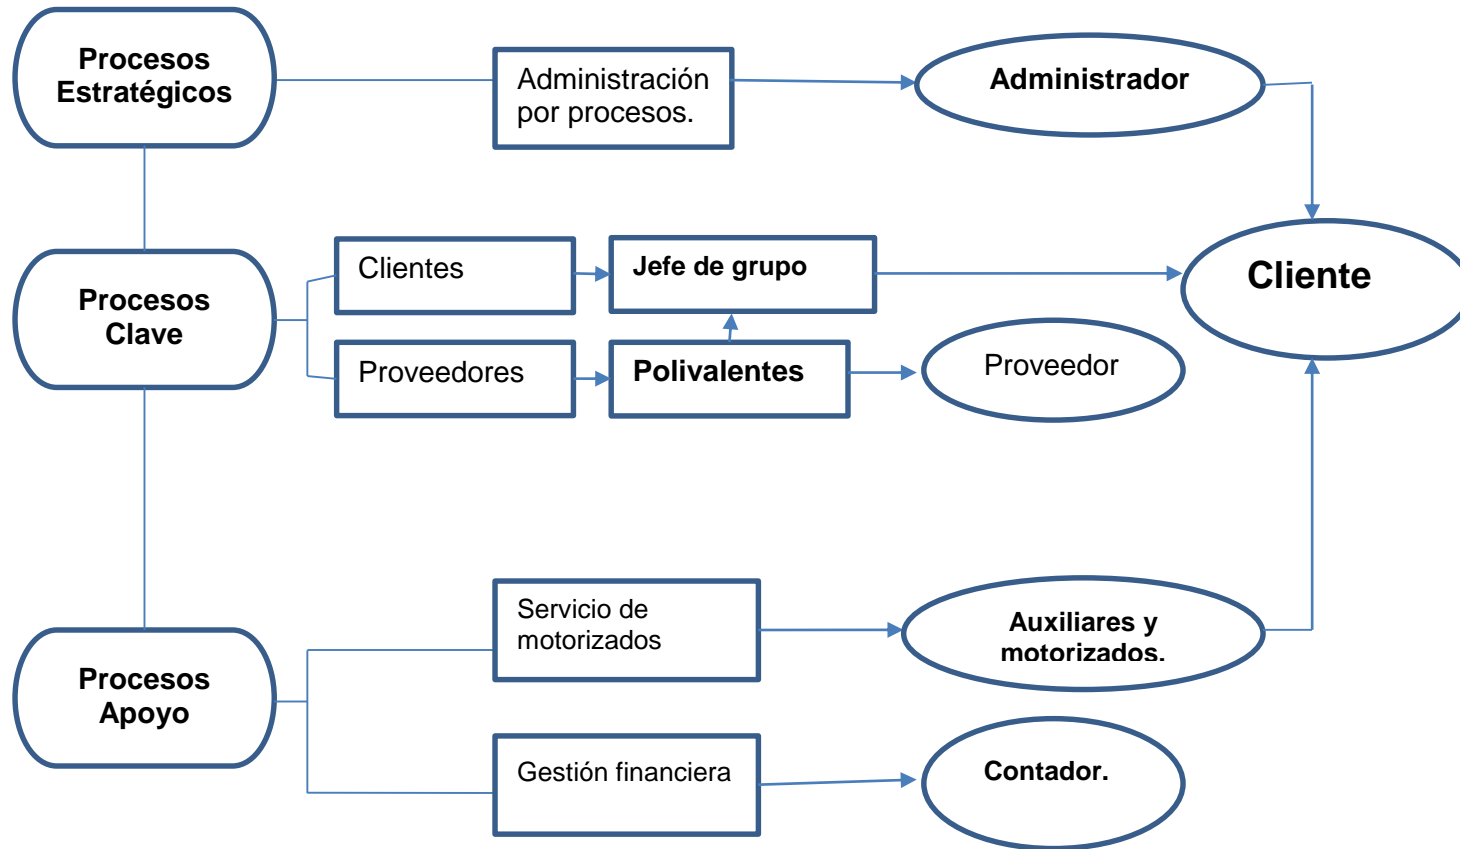 Procesos
Estratégicos
Administración
por procesos.
Administrador
Procesos
Clave
Clientes
Jefe de grupo
Cliente
Proveedores
Polivalentes
Proveedor
Procesos
Apoyo
Servicio de
motorizados
Auxiliares y
motorizados.
Gestión financiera
Contador.